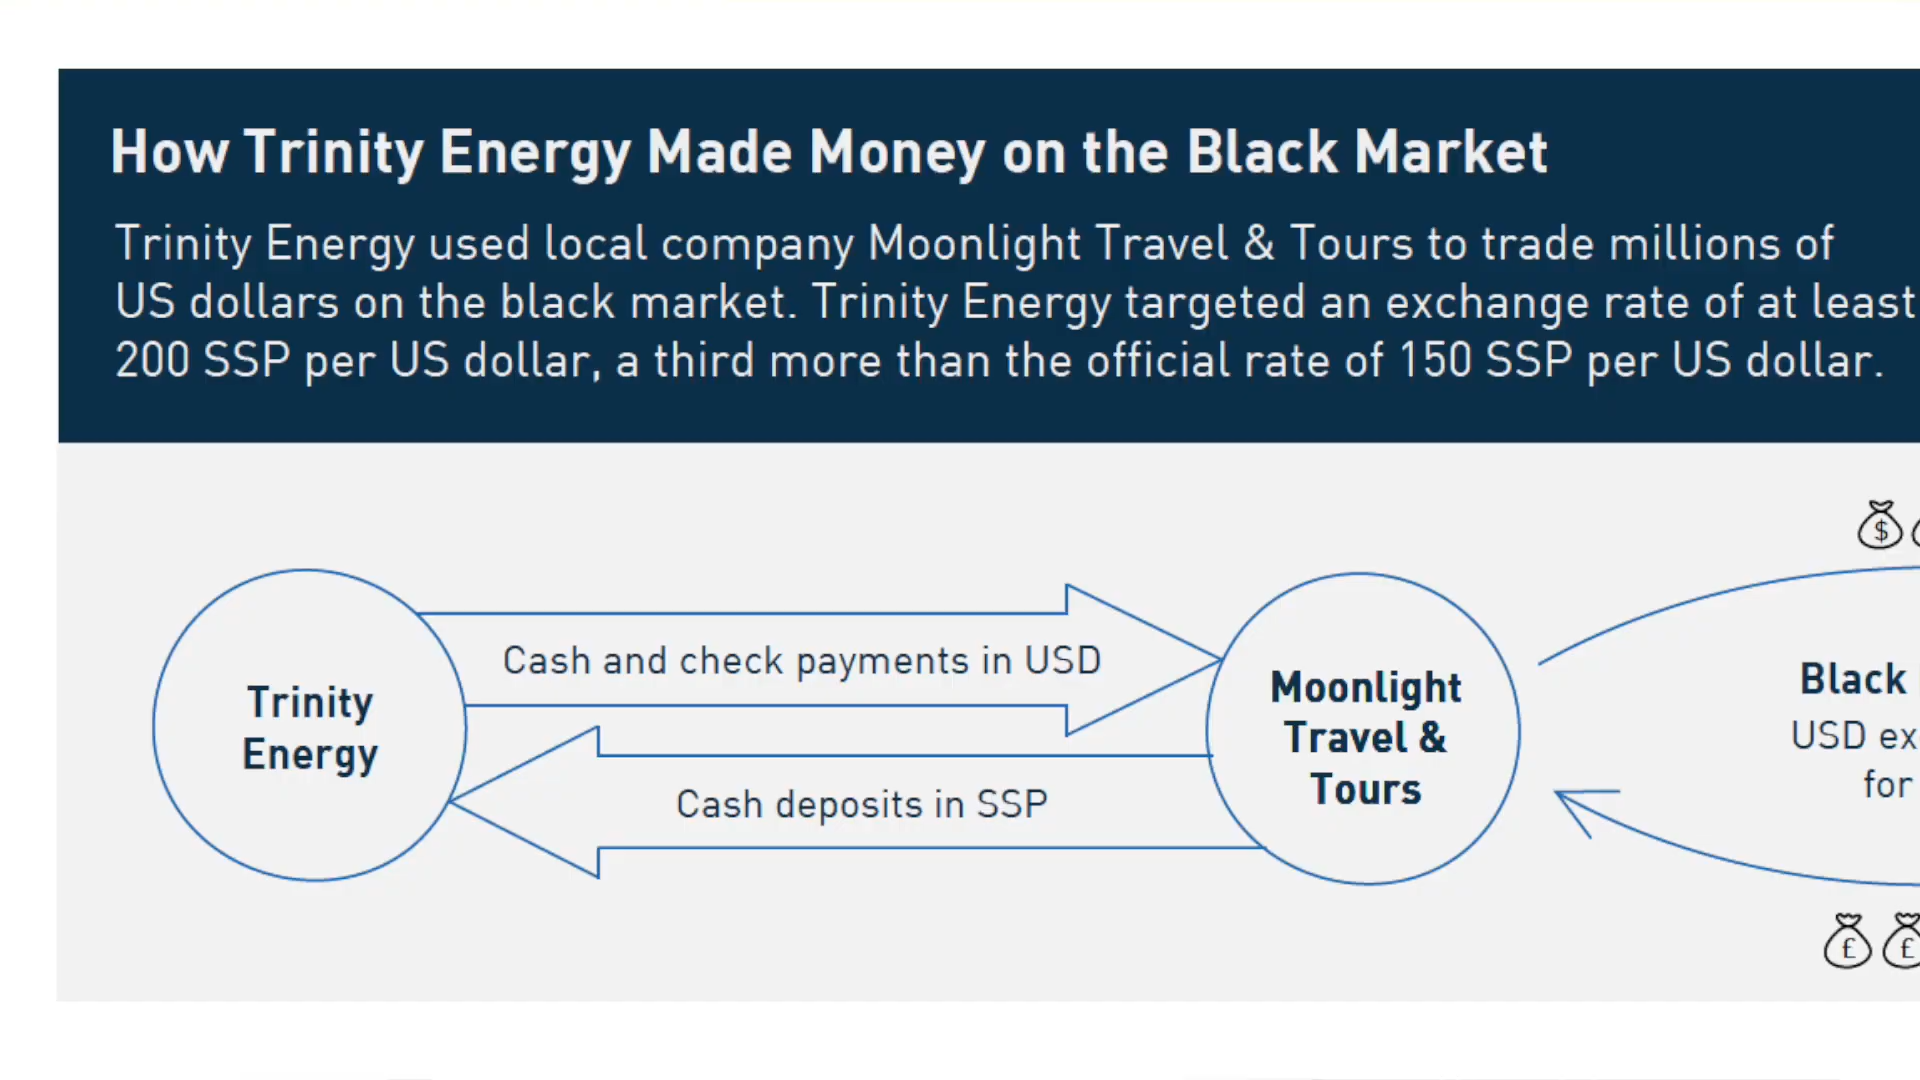 How Trinity Energy Made Money on the Black Market
Trinity Energy used local company Moonlight Travel & Tours to trade millions of
US dollars on the black market. Trinity Energy targeted an exchange rate of at least
200 SSP per US dollar, a third more than the official rate of 150 SSP per US dollar.
$
Cash and check payments in USD
Trinity
Energy
Moonlight
Travel &
Tours
Black
USD
for
Cash deposits in SSP
£ £